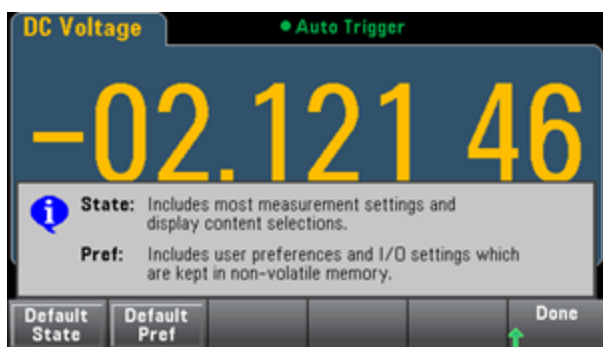 DC Voltage
Auto Trigger
-02.121 46
State: Includes most measurement settings and
display content selections.
Pref: Includes user preferences and I/O settings which
are kept in non-volatile memory.
Default
State
Default
Pref
Done